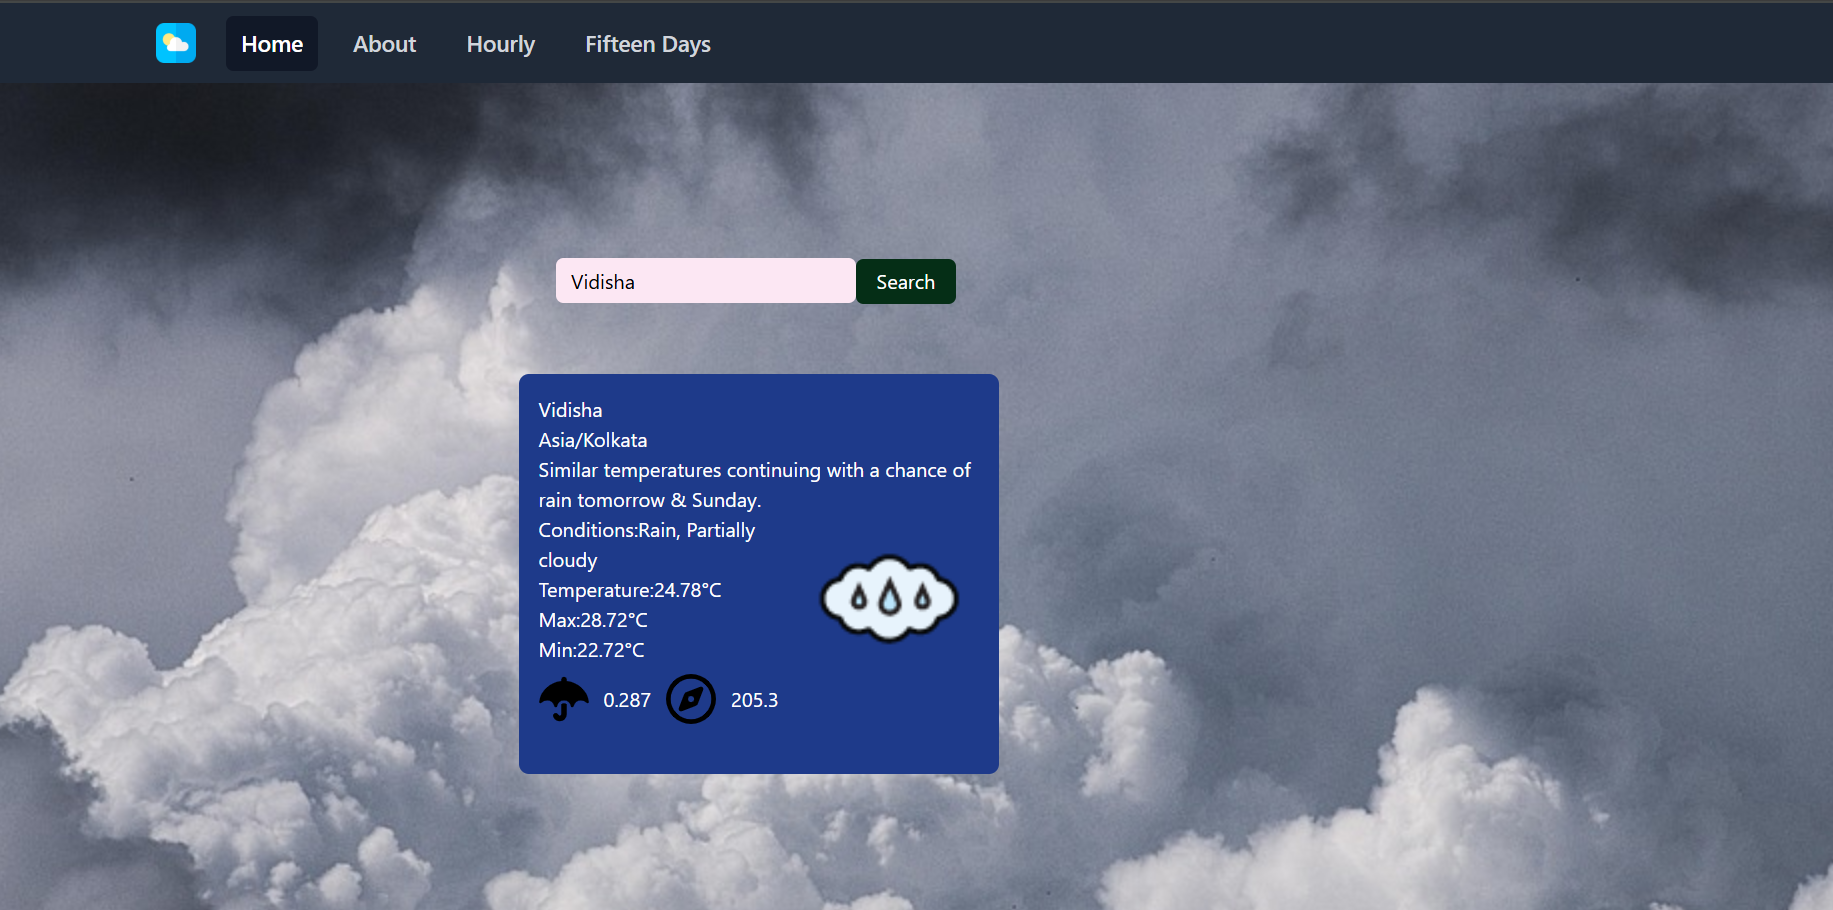 Home About Hourly Fifteen Days
Vidisha Search
Vidisha
Asia/Kolkata
Similar temperatures continuing with a chance of
rain tomorrow & Sunday.
Conditions:Rain, Partially
cloudy
Temperature:24.78°C
Max:28.72°C
Min:22.72°C
0.287 205.3